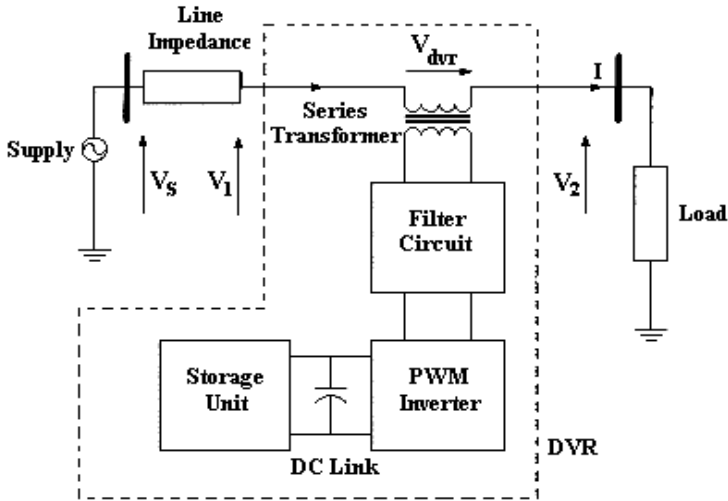 Line
Impedance
V_dvr
I
Series
Transformer
Supply
V_S
V_1
V_2
Load
Filter
Circuit
Storage
Unit
PWM
Inverter
DVR
DC Link